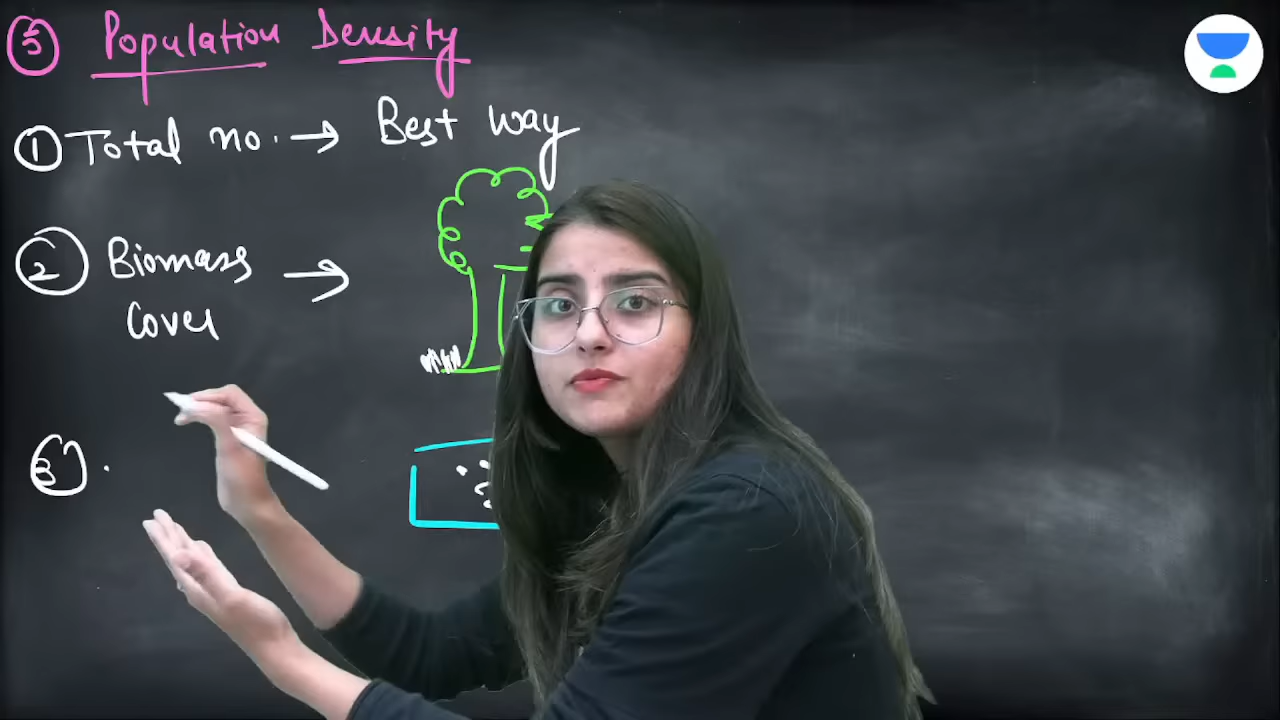 ⑤ Population Density
① Total no. → Best way
② Biomass →
Cover
③.